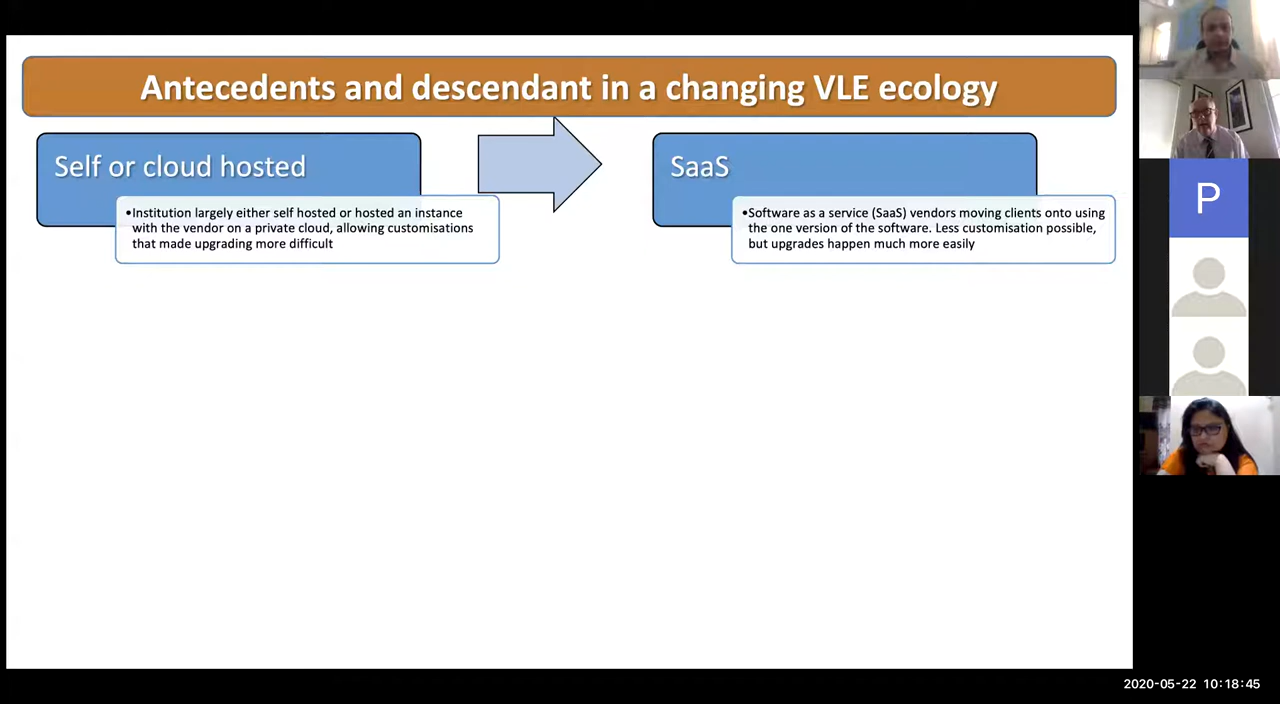 Antecedents and descendant in a changing VLE ecology
Self or cloud hosted
•Institution largely either self hosted or hosted an instance
with the vendor on a private cloud, allowing customisations
that made upgrading more difficult
SaaS
•Software as a service (SaaS) vendors moving clients onto using
the one version of the software. Less customisation possible,
but upgrades happen much more easily
P
2020-05-22 10:18:45